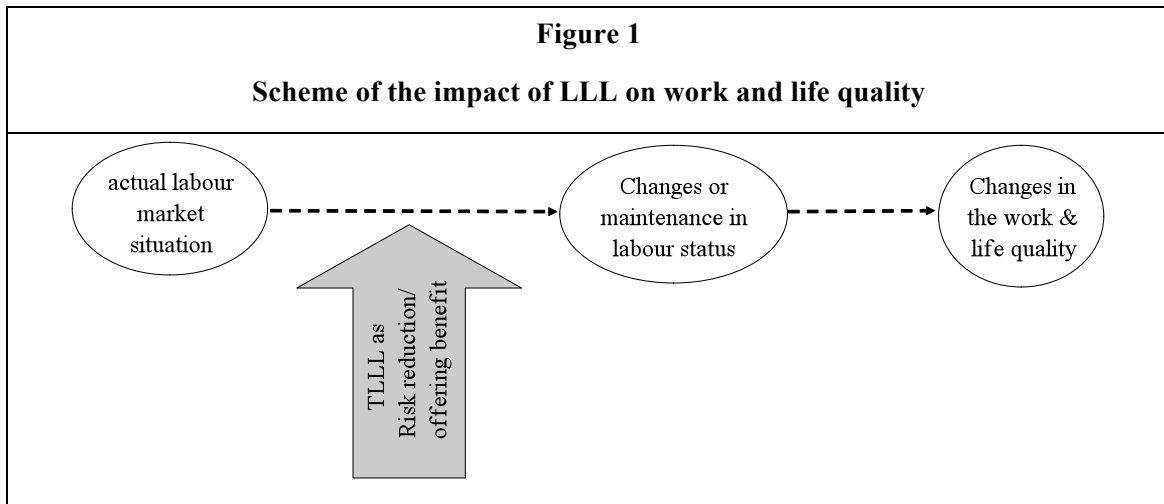 Figure 1
Scheme of the impact of LLL on work and life quality
actual labour
market
situation
Changes or
maintenance in
labour status
Changes in
the work &
life quality
TLLL as
Risk reduction/
offering benefit